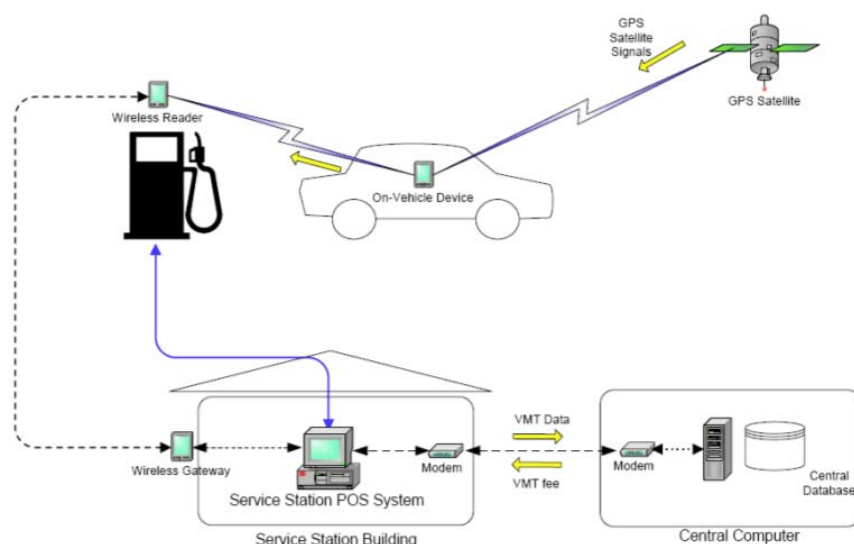 GPS
Satellite
Signals
GPS Satellite
Wireless Reader
On-Vehicle Device
VMT Data
Wireless Gateway
Modem
VMT fee
Modem
Central
Database
Service Station POS System
Service Station Building
Central Computer